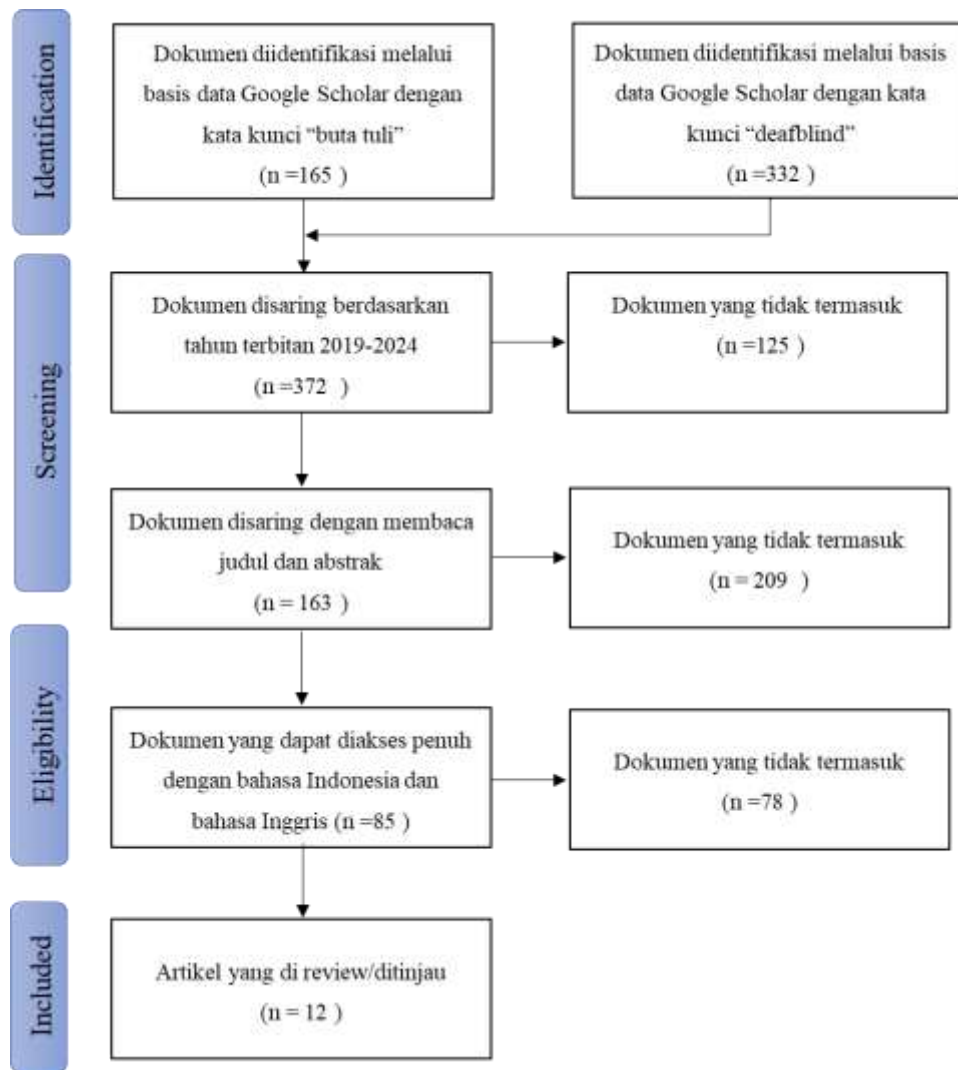 Identification
Dokumen diidentifikasi melalui
basis data Google Scholar dengan
kata kunci “buta tuli”
(n =165 )
Dokumen diidentifikasi melalui basis
data Google Scholar dengan kata
kunci “deafblind”
(n =332 )
Screening
Dokumen disaring berdasarkan
tahun terbitan 2019-2024
(n =372 )
Dokumen yang tidak termasuk
(n =125 )
Dokumen disaring dengan membaca
judul dan abstrak
(n = 163 )
Dokumen yang tidak termasuk
(n = 209 )
Eligibility
Dokumen yang dapat diakses penuh
dengan bahasa Indonesia dan
bahasa Inggris (n =85 )
Dokumen yang tidak termasuk
(n =78 )
Included
Artikel yang di review/ditinjau
(n = 12 )